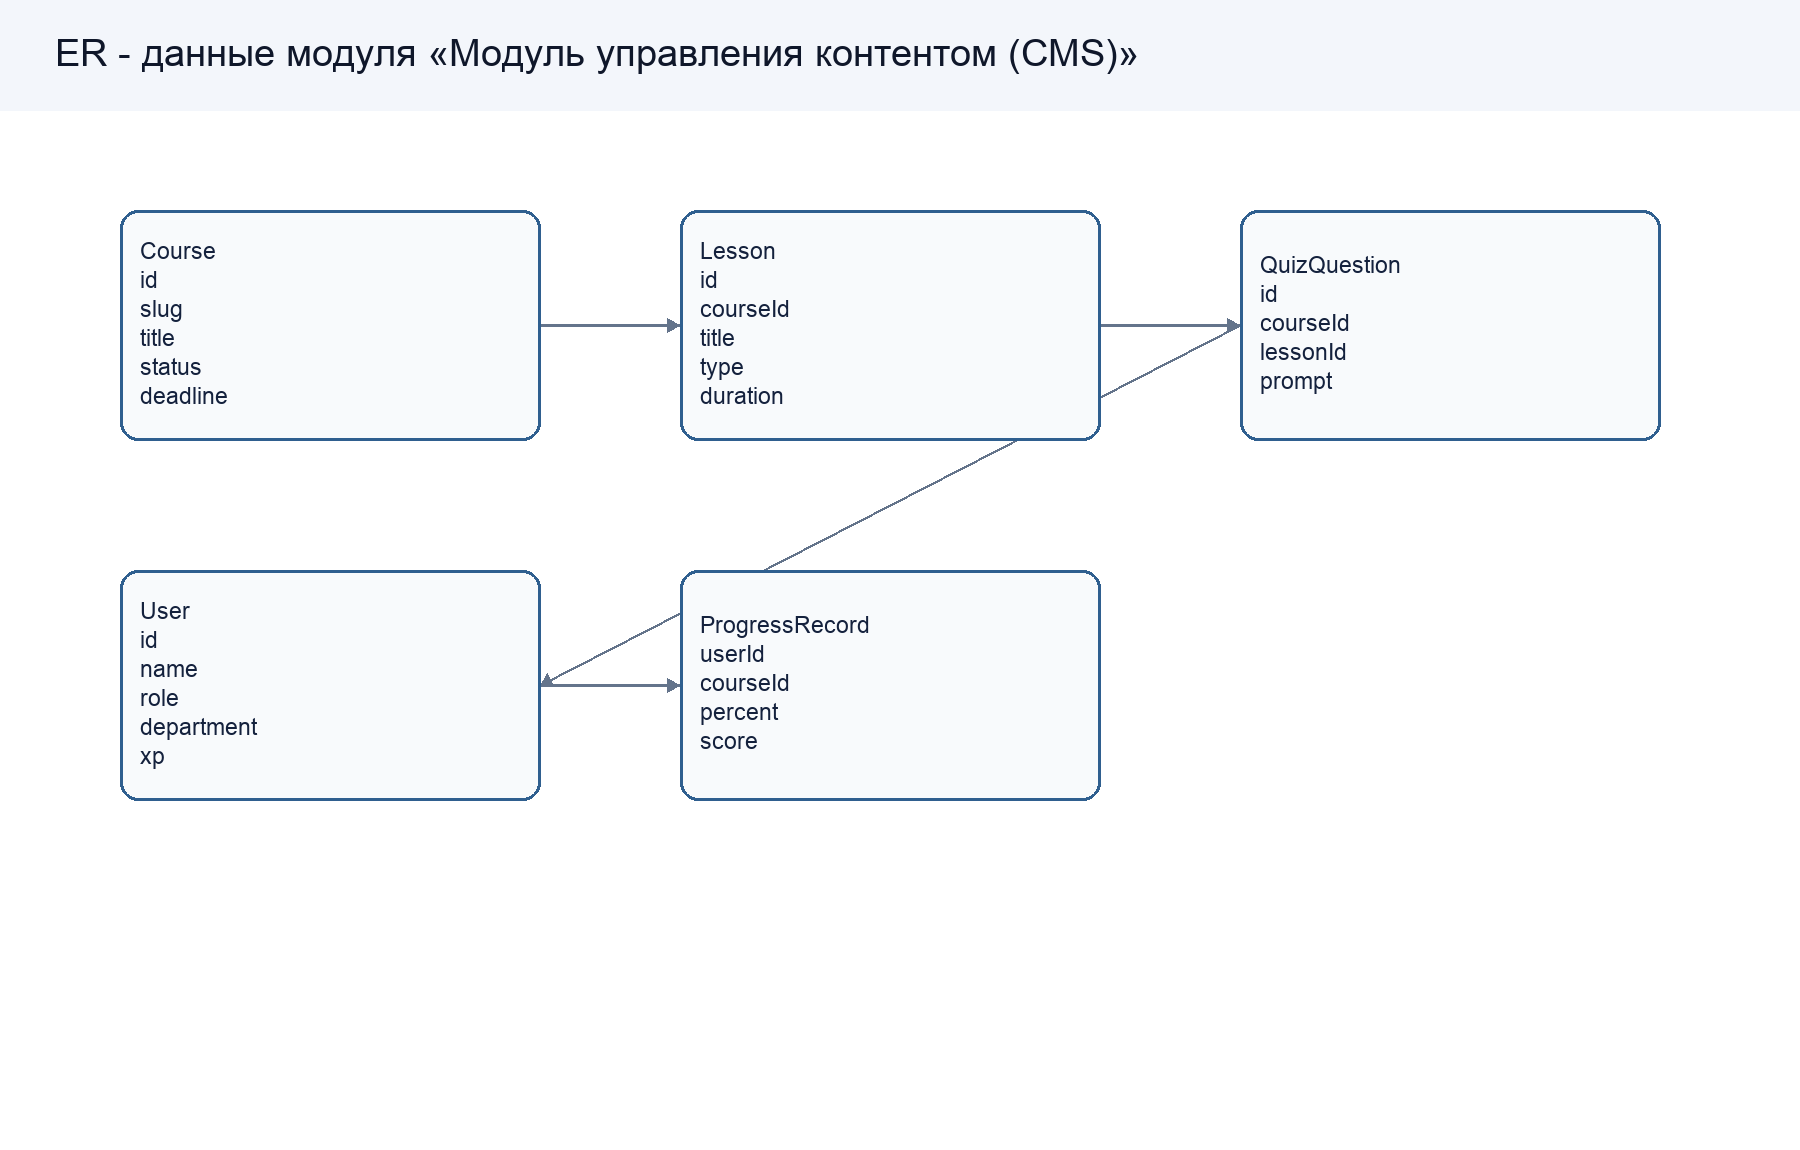 ER - данные модуля «Модуль управления контентом (CMS)»
Course
id
slug
title
status
deadline
Lesson
id
courseId
title
type
duration
QuizQuestion
id
courseId
lessonId
prompt
User
id
name
role
department
xp
ProgressRecord
userId
courseId
percent
score